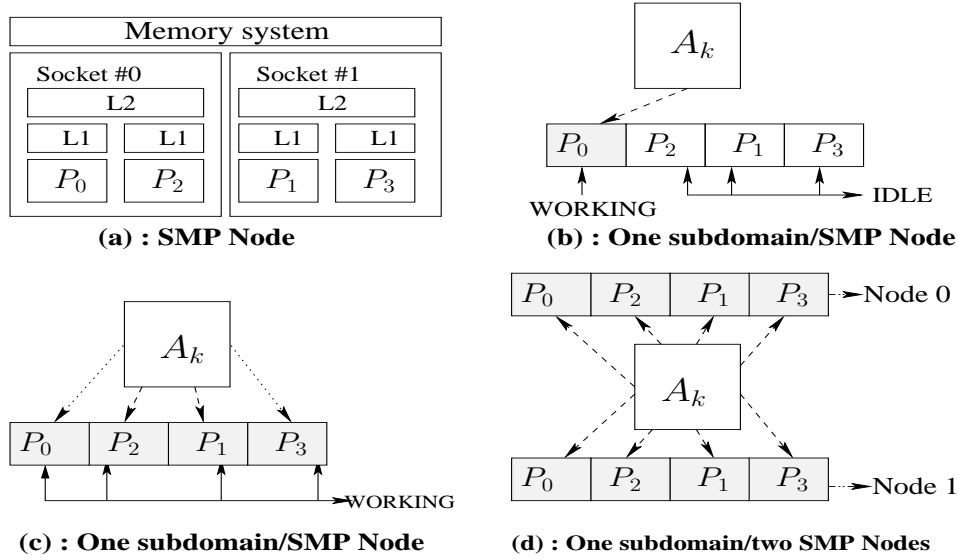 Memory system
Socket #0
L2
L1 L1
P0 P2
Socket #1
L2
L1 L1
P1 P3
(a) : SMP Node
Ak
P0 P2 P1 P3
WORKING
IDLE
(b) : One subdomain/SMP Node
Ak
P0 P2 P1 P3
WORKING
(c) : One subdomain/SMP Node
P0 P2 P1 P3
Node 0
Ak
P0 P2 P1 P3
Node 1
(d) : One subdomain/two SMP Nodes